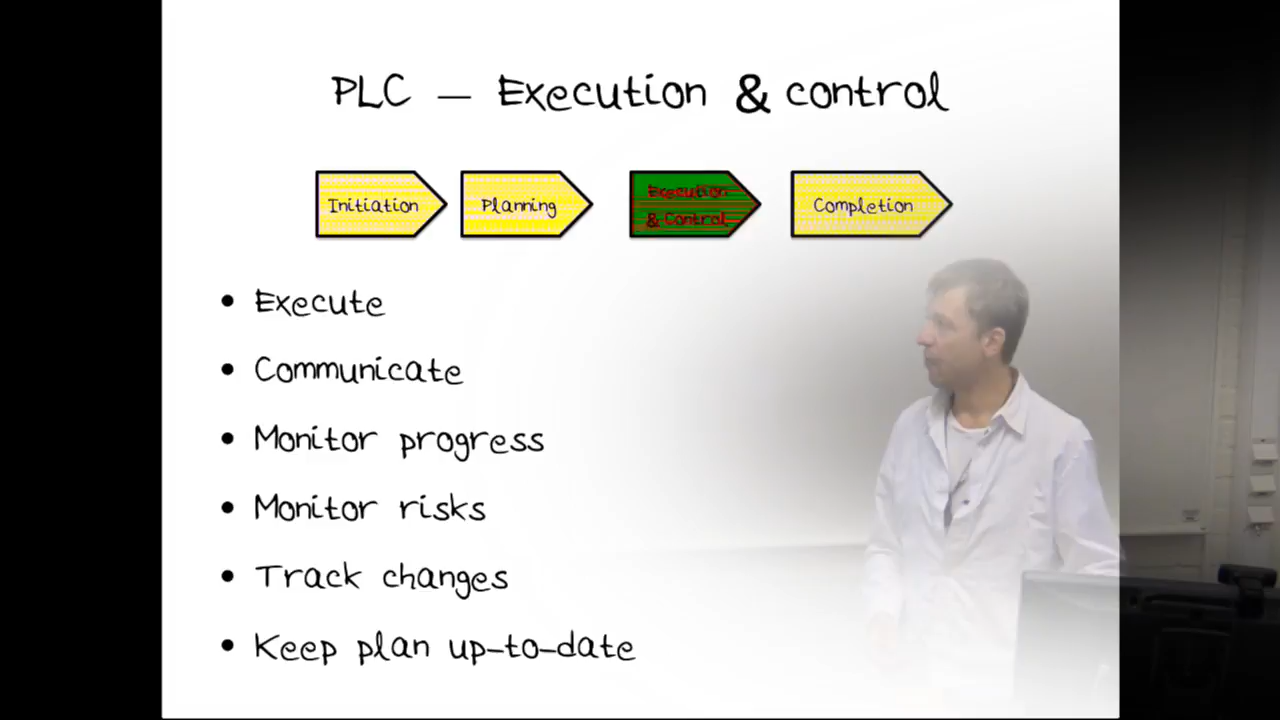 PLC – Execution & control
Initiation
Planning
Execution
& Control
Completion
• Execute
• Communicate
• Monitor progress
• Monitor risks
• Track changes
• Keep plan up-to-date